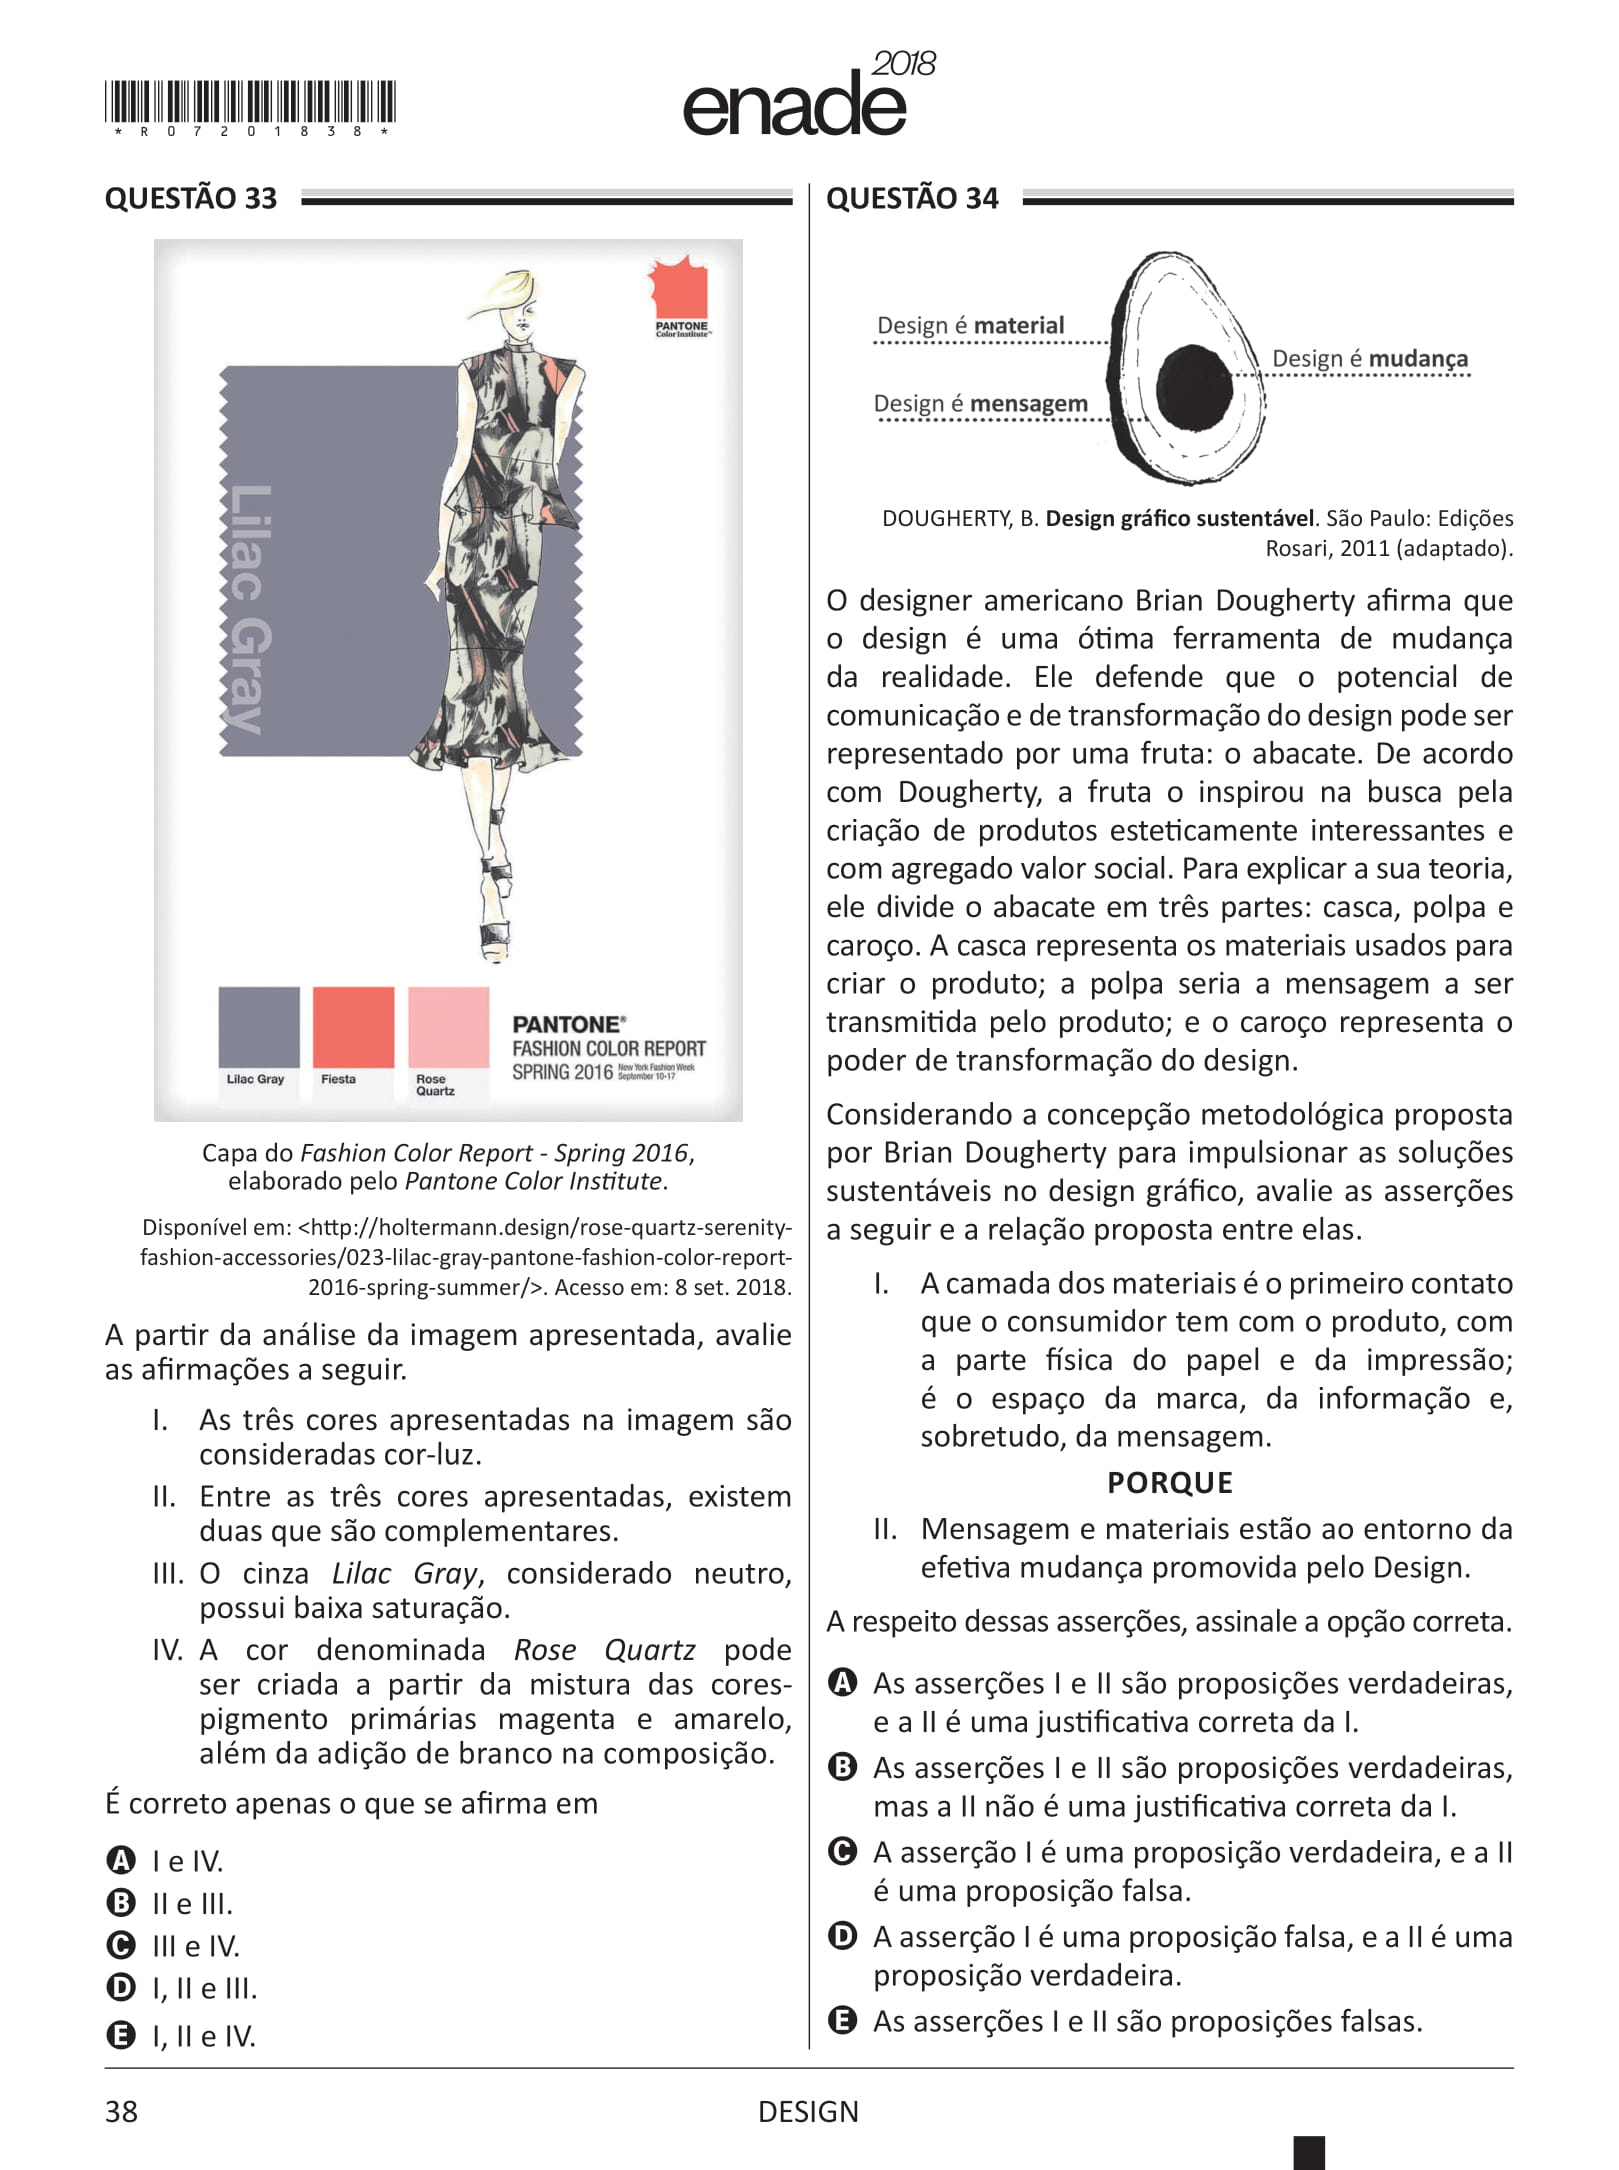 *R07201838*
enade 2018
QUESTÃO 33
PANTONE
Color Institute™
Lilac Gray
Lilac Gray
Fiesta
Rose
Quartz
PANTONE®
FASHION COLOR REPORT
SPRING 2016 New York Fashion Week
September 10-17
Capa do Fashion Color Report - Spring 2016,
elaborado pelo Pantone Color Institute.
Disponível em: <http://holtermann.design/rose-quartz-serenity-
fashion-accessories/023-lilac-gray-pantone-fashion-color-report-
2016-spring-summer/>. Acesso em: 8 set. 2018.
A partir da análise da imagem apresentada, avalie
as afirmações a seguir.
I. As três cores apresentadas na imagem são
consideradas cor-luz.
II. Entre as três cores apresentadas, existem
duas que são complementares.
III. O cinza Lilac Gray, considerado neutro,
possui baixa saturação.
IV. A cor denominada Rose Quartz pode
ser criada a partir da mistura das cores-
pigmento primárias magenta e amarelo,
além da adição de branco na composição.
É correto apenas o que se afirma em
A I e IV.
B II e III.
C III e IV.
D I, II e III.
E I, II e IV.
QUESTÃO 34
Design é material
Design é mudança
Design é mensagem
DOUGHERTY, B. Design gráfico sustentável. São Paulo: Edições
Rosari, 2011 (adaptado).
O designer americano Brian Dougherty afirma que
o design é uma ótima ferramenta de mudança
da realidade. Ele defende que o potencial de
comunicação e de transformação do design pode ser
representado por uma fruta: o abacate. De acordo
com Dougherty, a fruta o inspirou na busca pela
criação de produtos esteticamente interessantes e
com agregado valor social. Para explicar a sua teoria,
ele divide o abacate em três partes: casca, polpa e
caroço. A casca representa os materiais usados para
criar o produto; a polpa seria a mensagem a ser
transmitida pelo produto; e o caroço representa o
poder de transformação do design.
Considerando a concepção metodológica proposta
por Brian Dougherty para impulsionar as soluções
sustentáveis no design gráfico, avalie as asserções
a seguir e a relação proposta entre elas.
I. A camada dos materiais é o primeiro contato
que o consumidor tem com o produto, com
a parte física do papel e da impressão;
é o espaço da marca, da informação e,
sobretudo, da mensagem.
PORQUE
II. Mensagem e materiais estão ao entorno da
efetiva mudança promovida pelo Design.
A respeito dessas asserções, assinale a opção correta.
A As asserções I e II são proposições verdadeiras,
e a II é uma justificativa correta da I.
B As asserções I e II são proposições verdadeiras,
mas a II não é uma justificativa correta da I.
C A asserção I é uma proposição verdadeira, e a II
é uma proposição falsa.
D A asserção I é uma proposição falsa, e a II é uma
proposição verdadeira.
E As asserções I e II são proposições falsas.
38
DESIGN